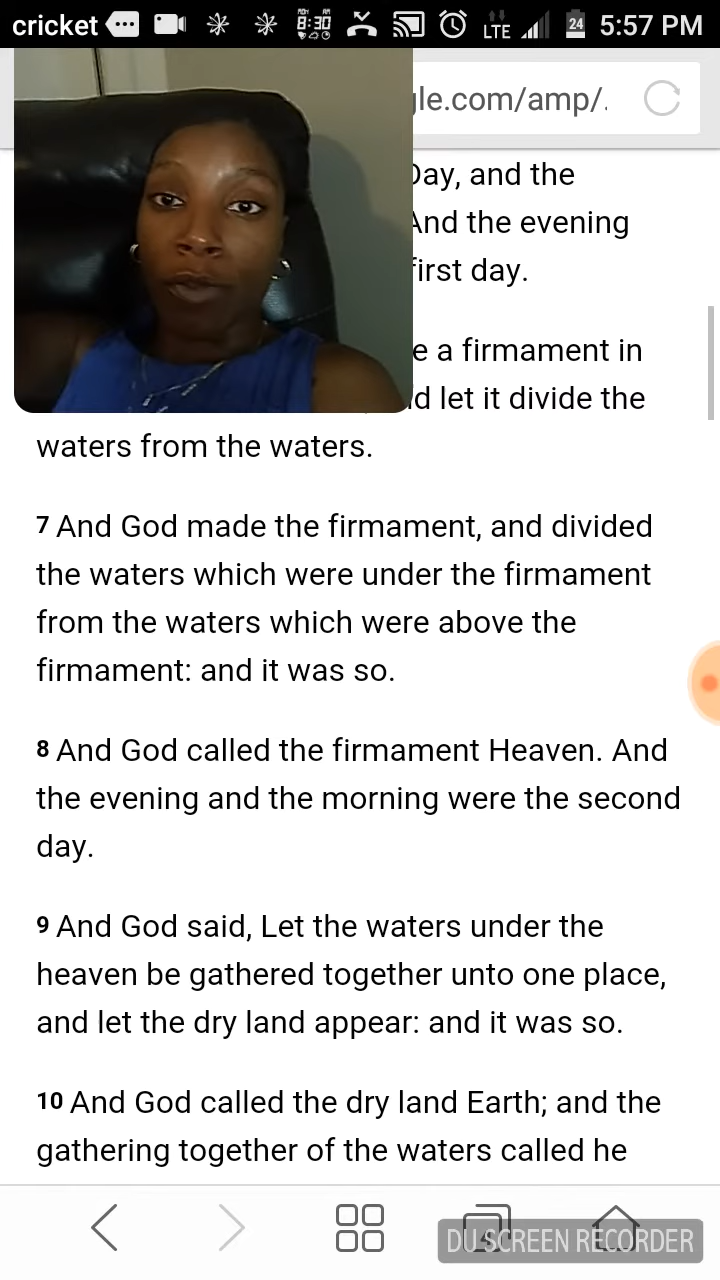 cricket 8:30 LTE 24 5:57 PM
gle.com/amp/.
Day, and the
And the evening
first day.
e a firmament in
d let it divide the
waters from the waters.
7 And God made the firmament, and divided
the waters which were under the firmament
from the waters which were above the
firmament: and it was so.
8 And God called the firmament Heaven. And
the evening and the morning were the second
day.
9 And God said, Let the waters under the
heaven be gathered together unto one place,
and let the dry land appear: and it was so.
10 And God called the dry land Earth; and the
gathering together of the waters called he
DU SCREEN RECORDER